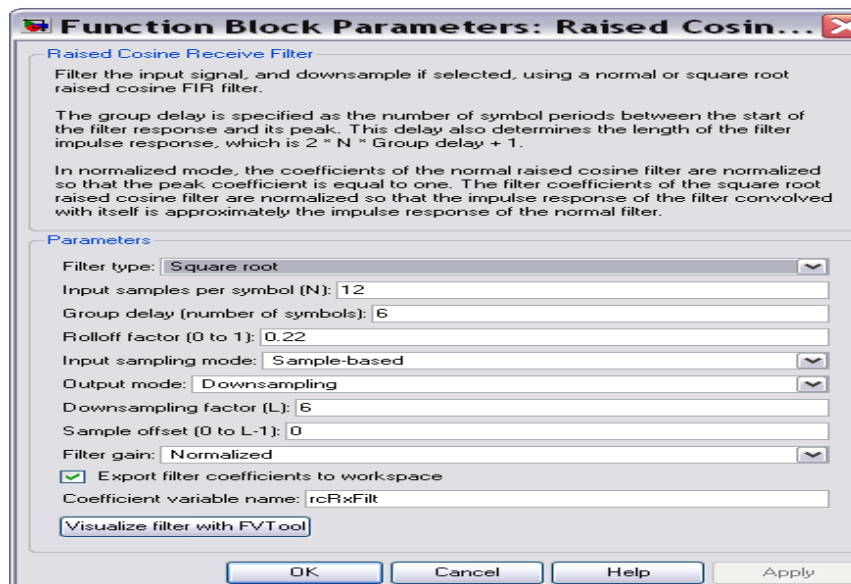 Function Block Parameters: Raised Cosin...
Raised Cosine Receive Filter
Filter the input signal, and downsample if selected, using a normal or square root
raised cosine FIR filter.
The group delay is specified as the number of symbol periods between the start of
the filter response and its peak. This delay also determines the length of the filter
impulse response, which is 2 * N * Group delay + 1.
In normalized mode, the coefficients of the normal raised cosine filter are normalized
so that the peak coefficient is equal to one. The filter coefficients of the square root
raised cosine filter are normalized so that the impulse response of the filter convolved
with itself is approximately the impulse response of the normal filter.
Parameters
Filter type: Square root
Input samples per symbol (N): 12
Group delay (number of symbols): 6
Rolloff factor (0 to 1): 0.22
Input sampling mode: Sample-based
Output mode: Downsampling
Downsampling factor (L): 6
Sample offset (0 to L-1): 0
Filter gain: Normalized
Export filter coefficients to workspace
Coefficient variable name: rcRxFilt
Visualize filter with FVTool
OK Cancel Help Apply